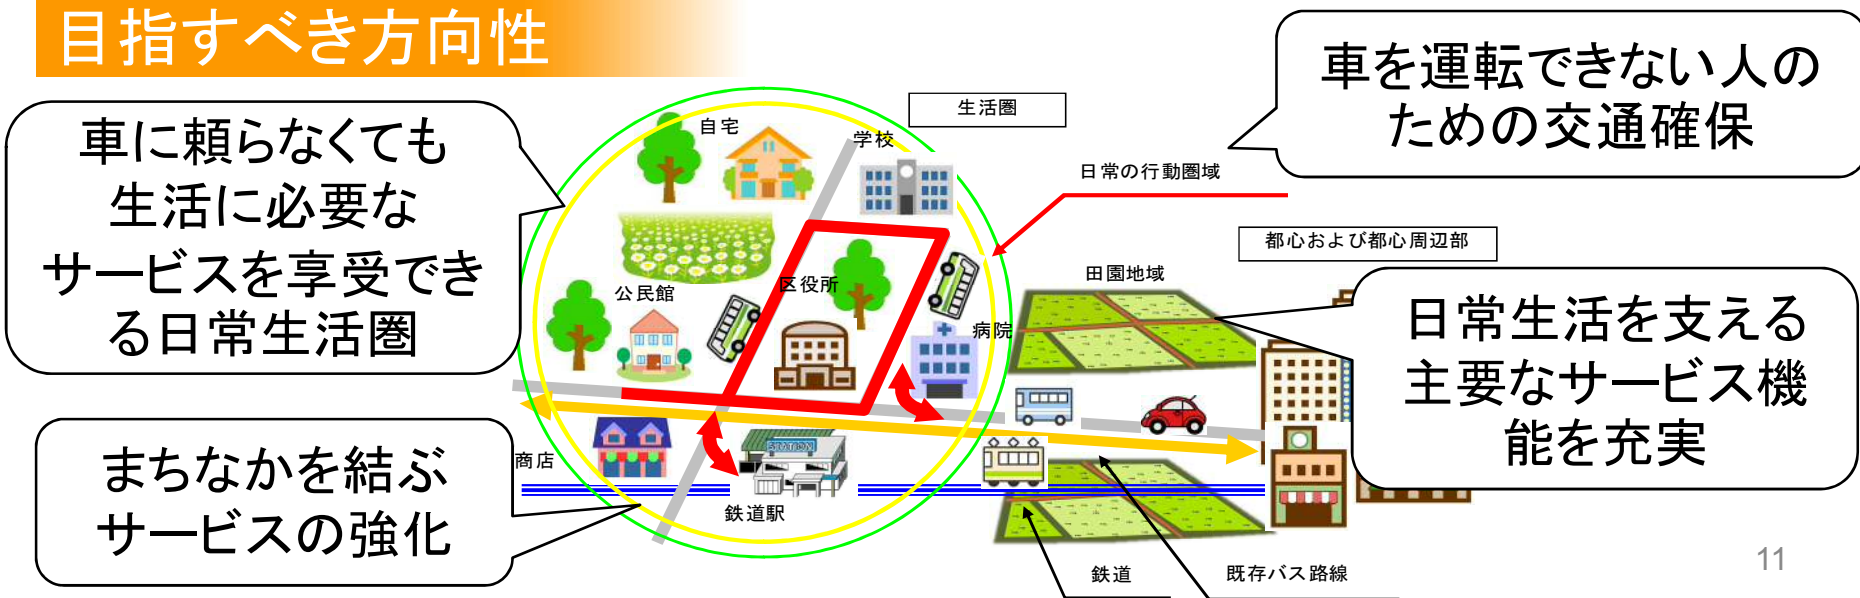 目指すべき方向性
車に頼らなくても
生活に必要な
サービスを享受でき
る日常生活圏
まちなかを結ぶ
サービスの強化
車を運転できない人の
ための交通確保
日常生活を支える
主要なサービス機
能を充実
生活圏
日常の行動圏域
都心および都心周辺部
自宅
学校
田園地域
区役所
公民館
病院
商店
STATION
鉄道駅
鉄道
既存バス路線
11